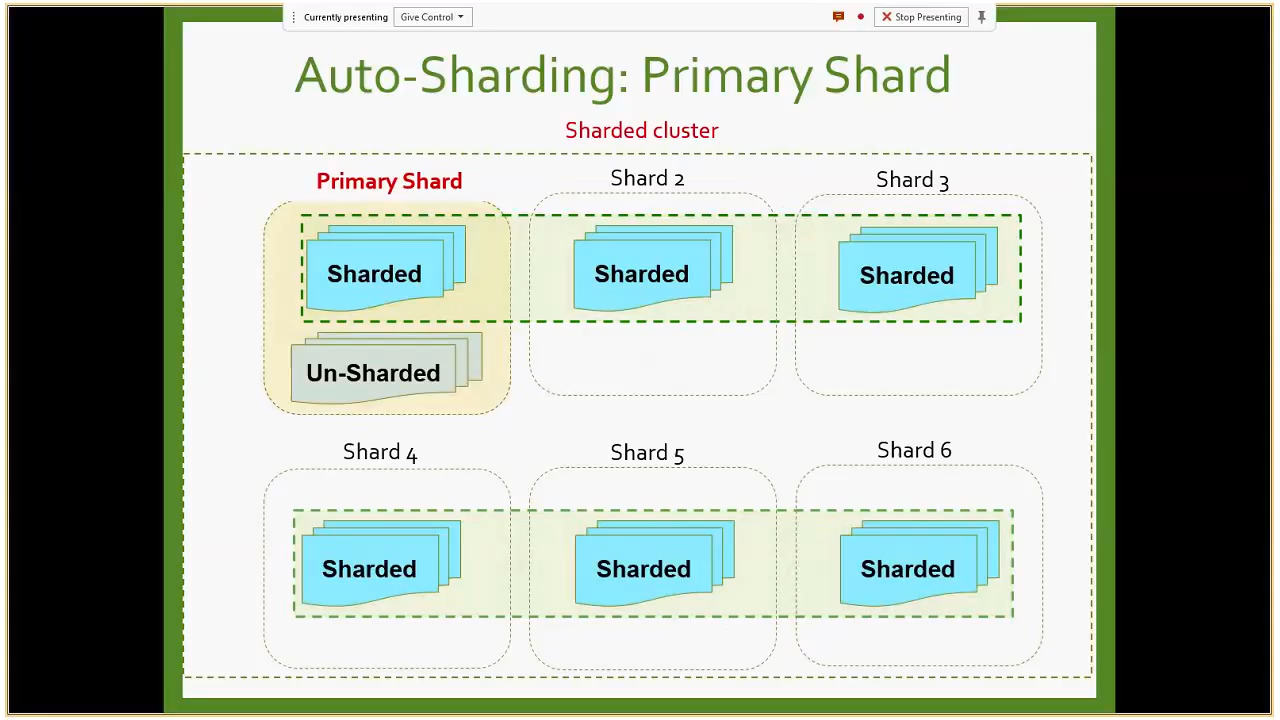 Currently presenting
Give Control
Stop Presenting
Auto-Sharding: Primary Shard
Sharded cluster
Primary Shard
Shard 2
Shard 3
Sharded
Sharded
Sharded
Un-Sharded
Shard 4
Shard 5
Shard 6
Sharded
Sharded
Sharded